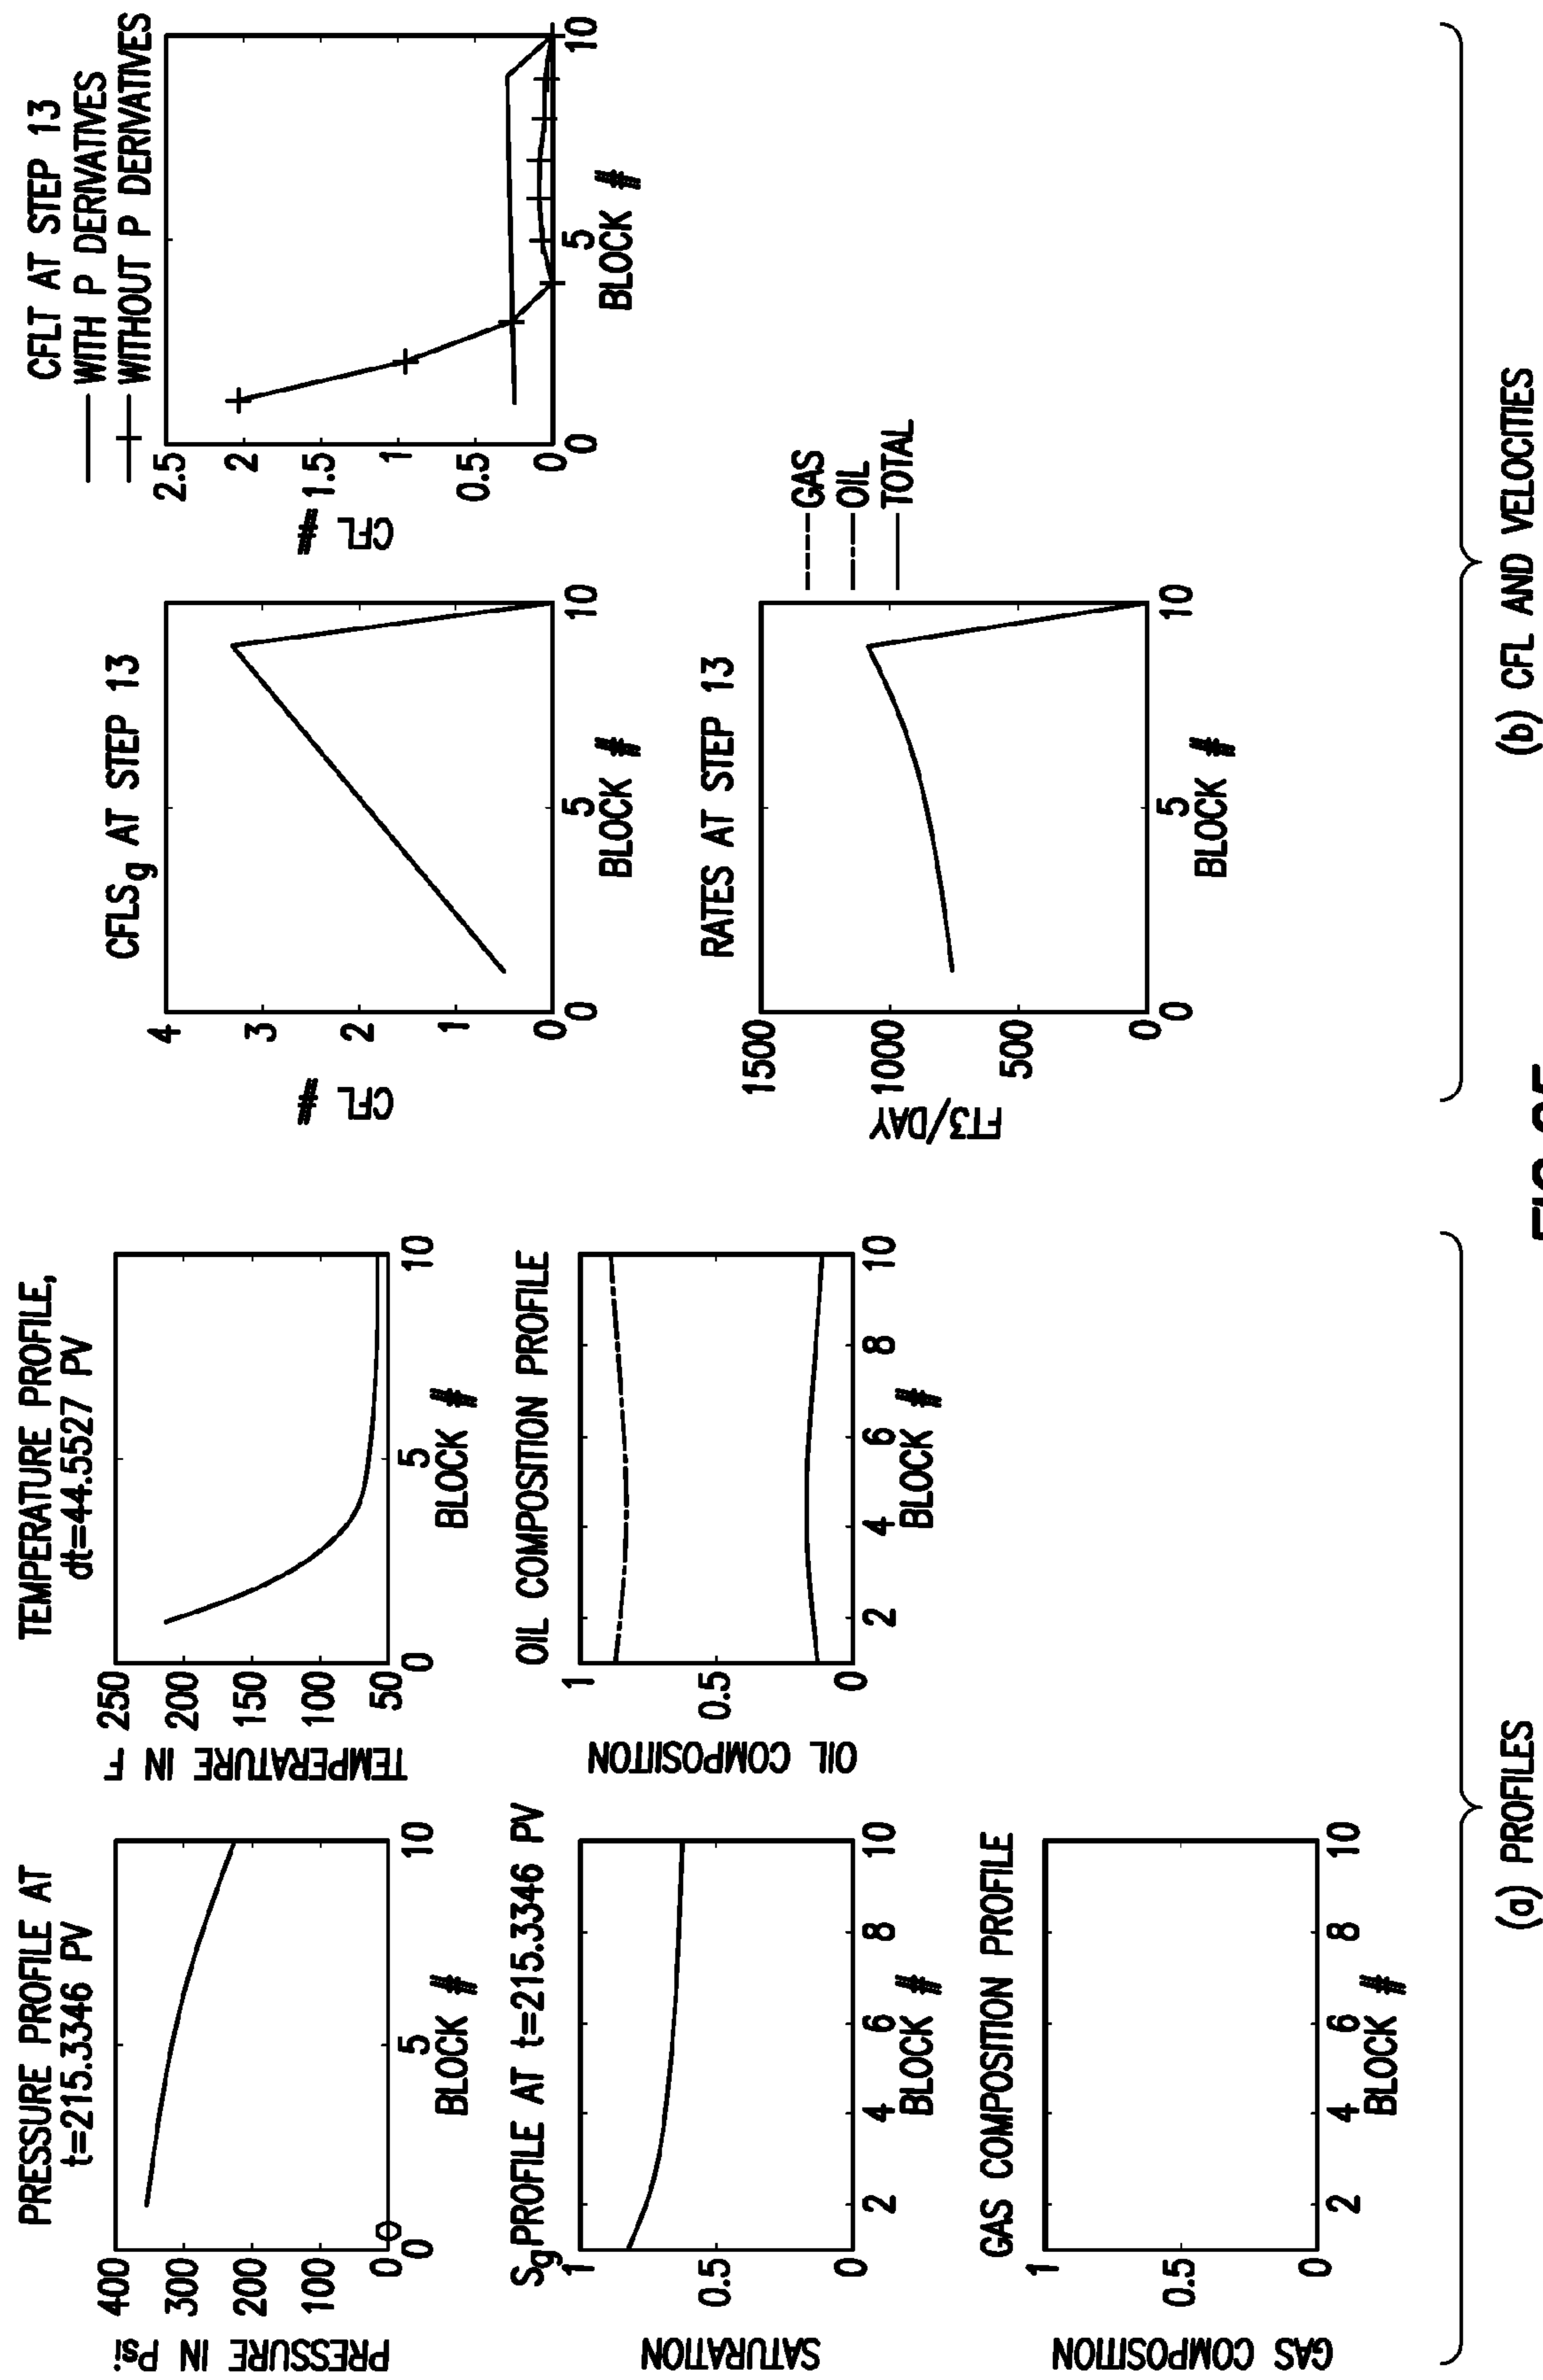 PRESSURE PROFILE AT
t=215.3346 PV
PRESSURE IN Psi
400
300
200
100
0
0
5
10
BLOCK #
TEMPERATURE PROFILE,
dt=44.5527 PV
TEMPERATURE IN F
250
200
150
100
50
0
5
10
BLOCK #
SgPROFILE AT t=215.3346 PV
SATURATION
1
0.5
0
2
4
6
8
10
BLOCK #
OIL COMPOSITION PROFILE
OIL COMPOSITION
1
0.5
0
2
4
6
8
10
BLOCK #
GAS COMPOSITION PROFILE
GAS COMPOSITION
1
0.5
0
2
4
6
8
10
BLOCK #
(a) PROFILES
CFLSg AT STEP 13
CFL #
4
3
2
1
0
0
5
10
BLOCK #
CFLT AT STEP 13
WITH P DERIVATIVES
WITHOUT P DERIVATIVES
CFL #
2.5
2
1.5
1
0.5
0
0
5
10
BLOCK #
RATES AT STEP 13
FT3/DAY
1500
1000
500
0
0
5
10
BLOCK #
GAS
OIL
TOTAL
(b) CFL AND VELOCITIES